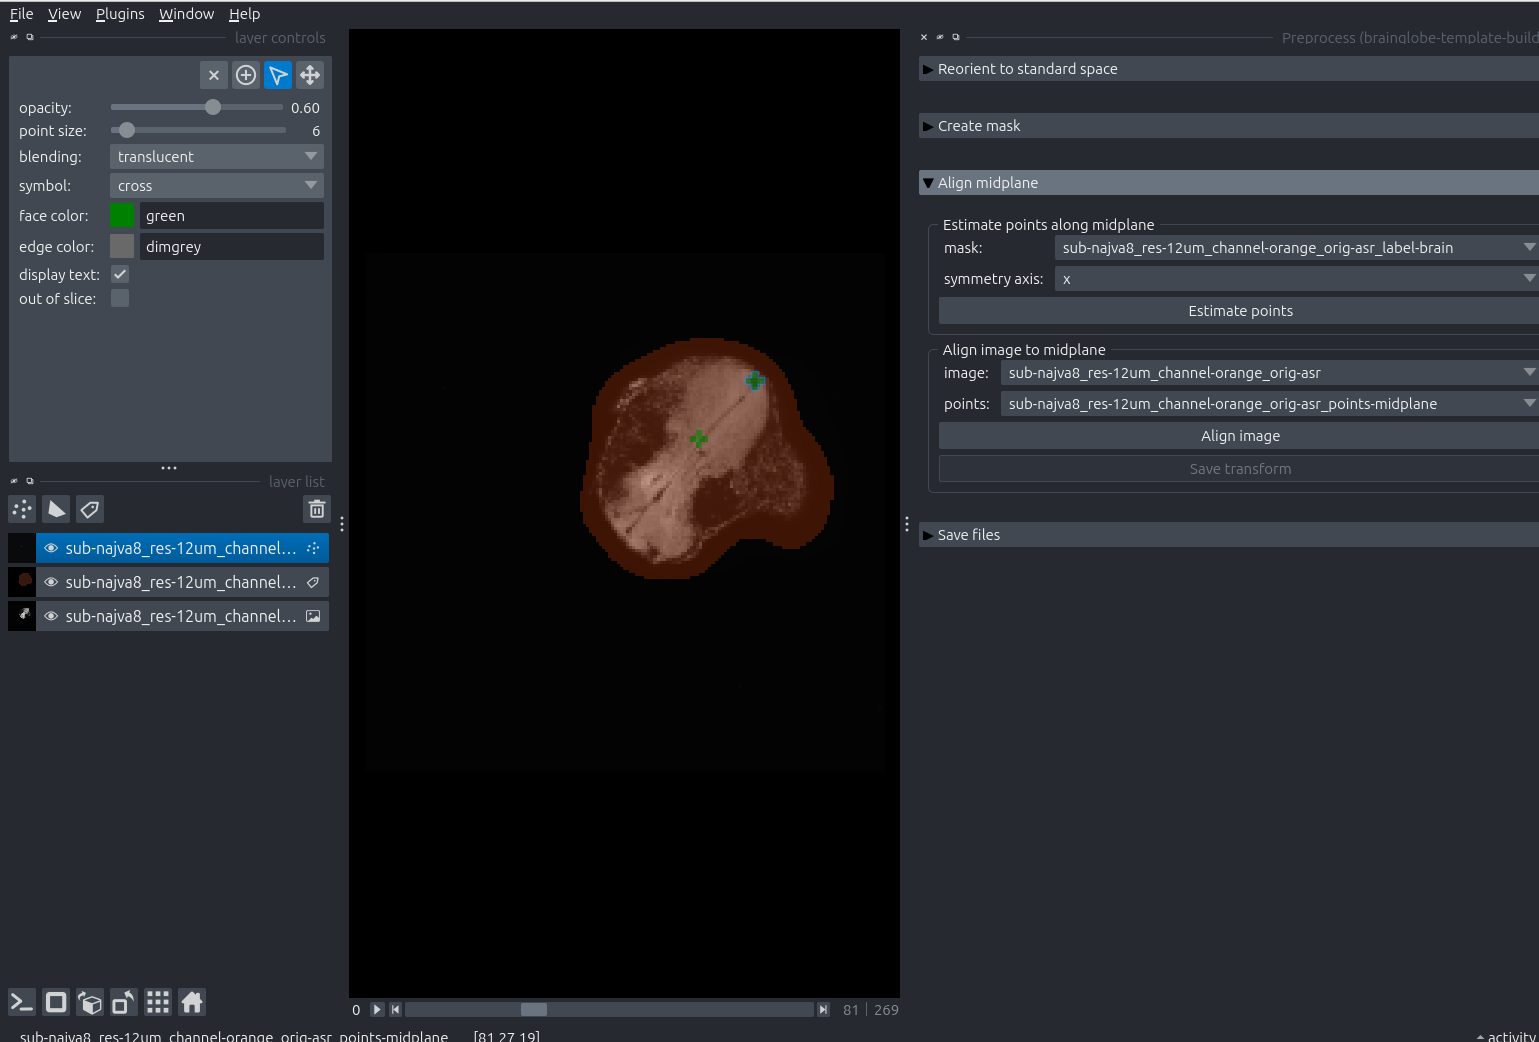 File View Plugins Window Help
layer controls
opacity: 0.60
point size: 6
blending: translucent
symbol: cross
face color: green
edge color: dimgrey
display text:
out of slice:
layer list
sub-najva8_res-12um_channel...
sub-najva8_res-12um_channel...
sub-najva8_res-12um_channel...
0 81 269
sub-najva8_res-12um_channel-orange_orig-asr_points-midplane [81 27 19]
Preprocess (brainglobe-template-build
Reorient to standard space
Create mask
Align midplane
Estimate points along midplane
mask: sub-najva8_res-12um_channel-orange_orig-asr_label-brain
symmetry axis: x
Estimate points
Align image to midplane
image: sub-najva8_res-12um_channel-orange_orig-asr
points: sub-najva8_res-12um_channel-orange_orig-asr_points-midplane
Align image
Save transform
Save files
activity